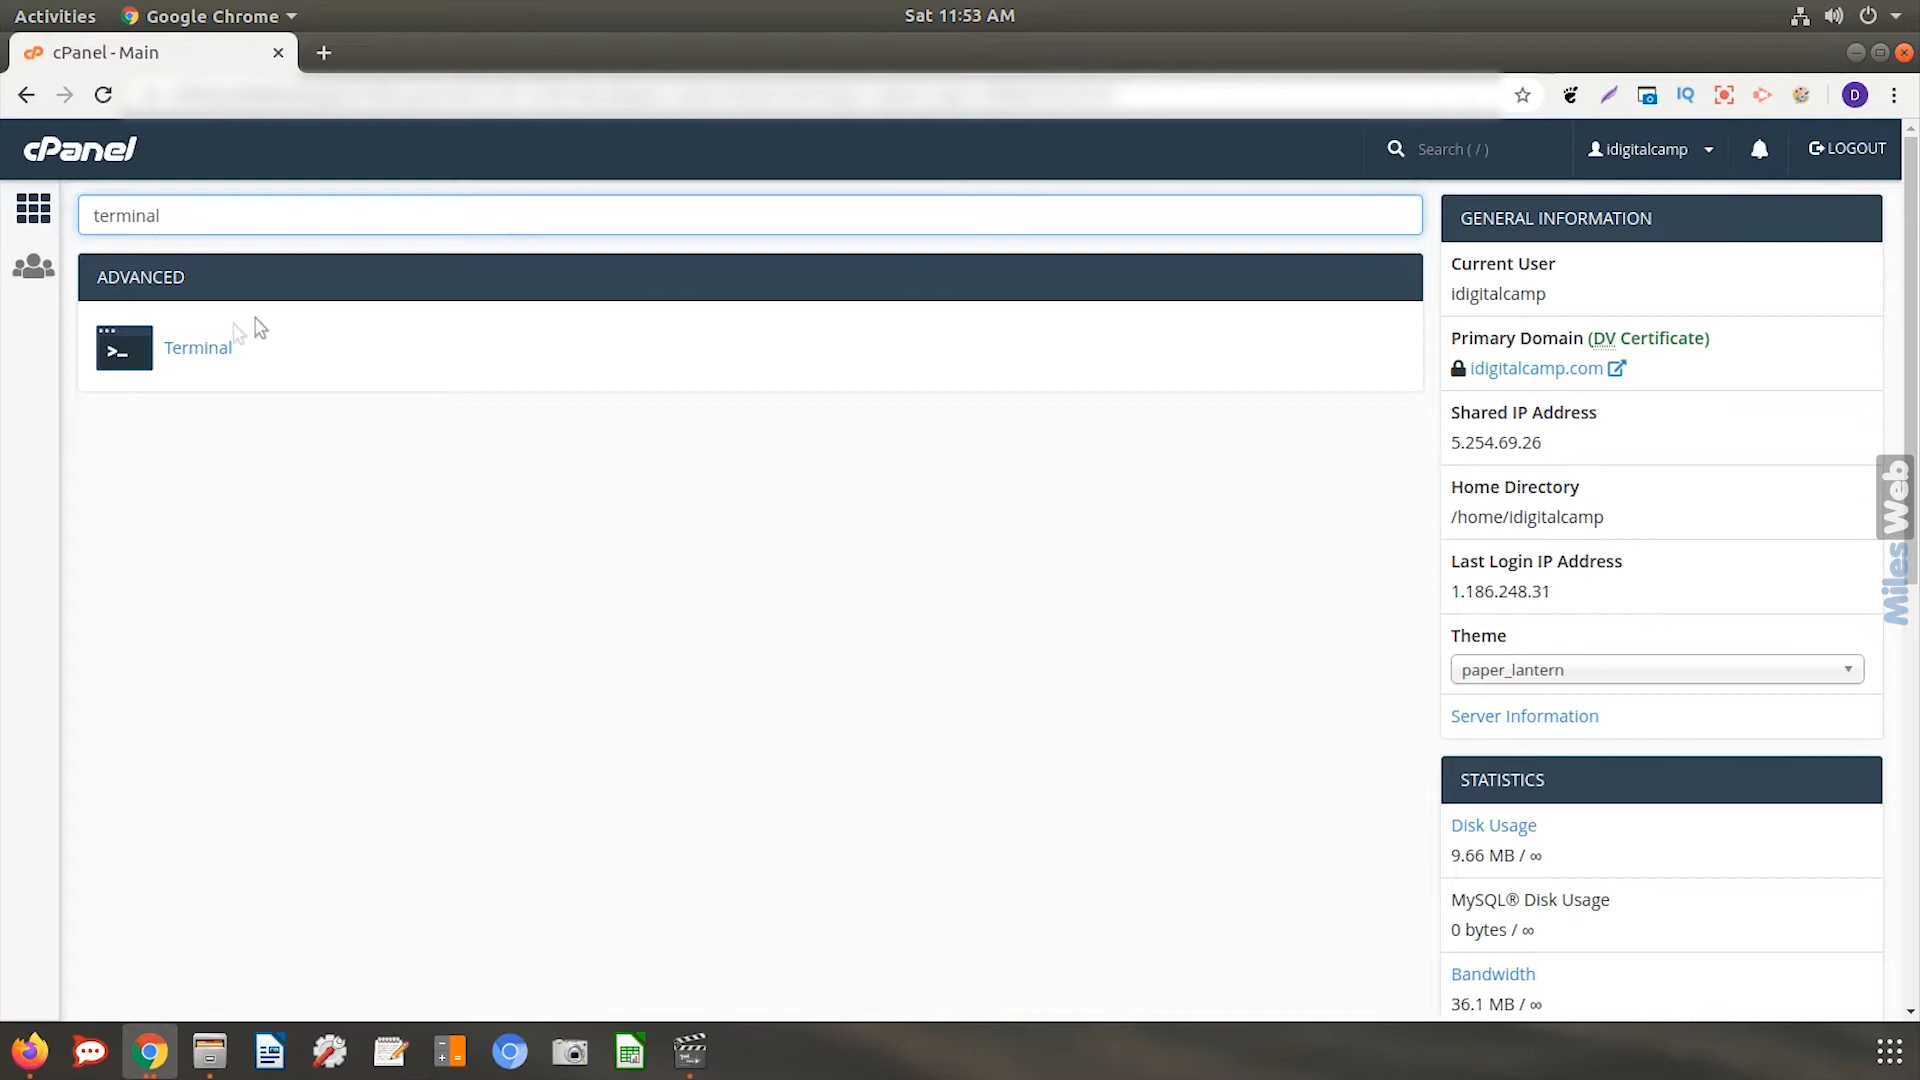 Activities
Google Chrome
Sat 11:53 AM
cPanel - Main
IQ
D
cPanel
Search ( / )
idigitalcamp
LOGOUT
terminal
ADVANCED
>_
Terminal
GENERAL INFORMATION
Current User
idigitalcamp
Primary Domain (DV Certificate)
idigitalcamp.com
Shared IP Address
5.254.69.26
Home Directory
/home/idigitalcamp
Last Login IP Address
1.186.248.31
Theme
paper_lantern
Server Information
STATISTICS
Disk Usage
9.66 MB / ∞
MySQL® Disk Usage
0 bytes / ∞
Bandwidth
36.1 MB / ∞
MilesWeb